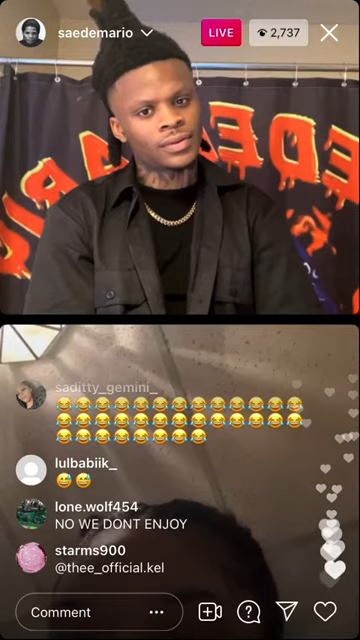 saedemario
LIVE
2,737
saditty_gemini_
lulbabiik_
lone.wolf454
NO WE DONT ENJOY
starms900
@thee_official.kel
Comment